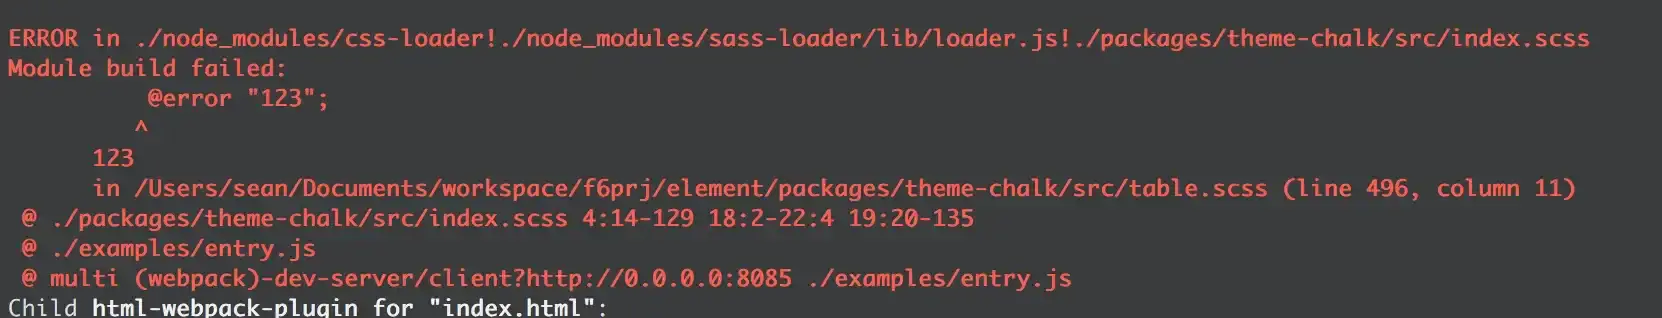 ERROR in ./node_modules/css-loader!./node_modules/sass-loader/lib/loader.js!./packages/theme-chalk/src/index.scss
Module build failed:
@error "123";
^
123
in /Users/sean/Documents/workspace/f6prj/element/packages/theme-chalk/src/table.scss (line 496, column 11)
@ ./packages/theme-chalk/src/index.scss 4:14-129 18:2-22:4 19:20-135
@ ./examples/entry.js
@ multi (webpack)-dev-server/client?http://0.0.0.0:8085 ./examples/entry.js
Child html-webpack-plugin for "index.html":